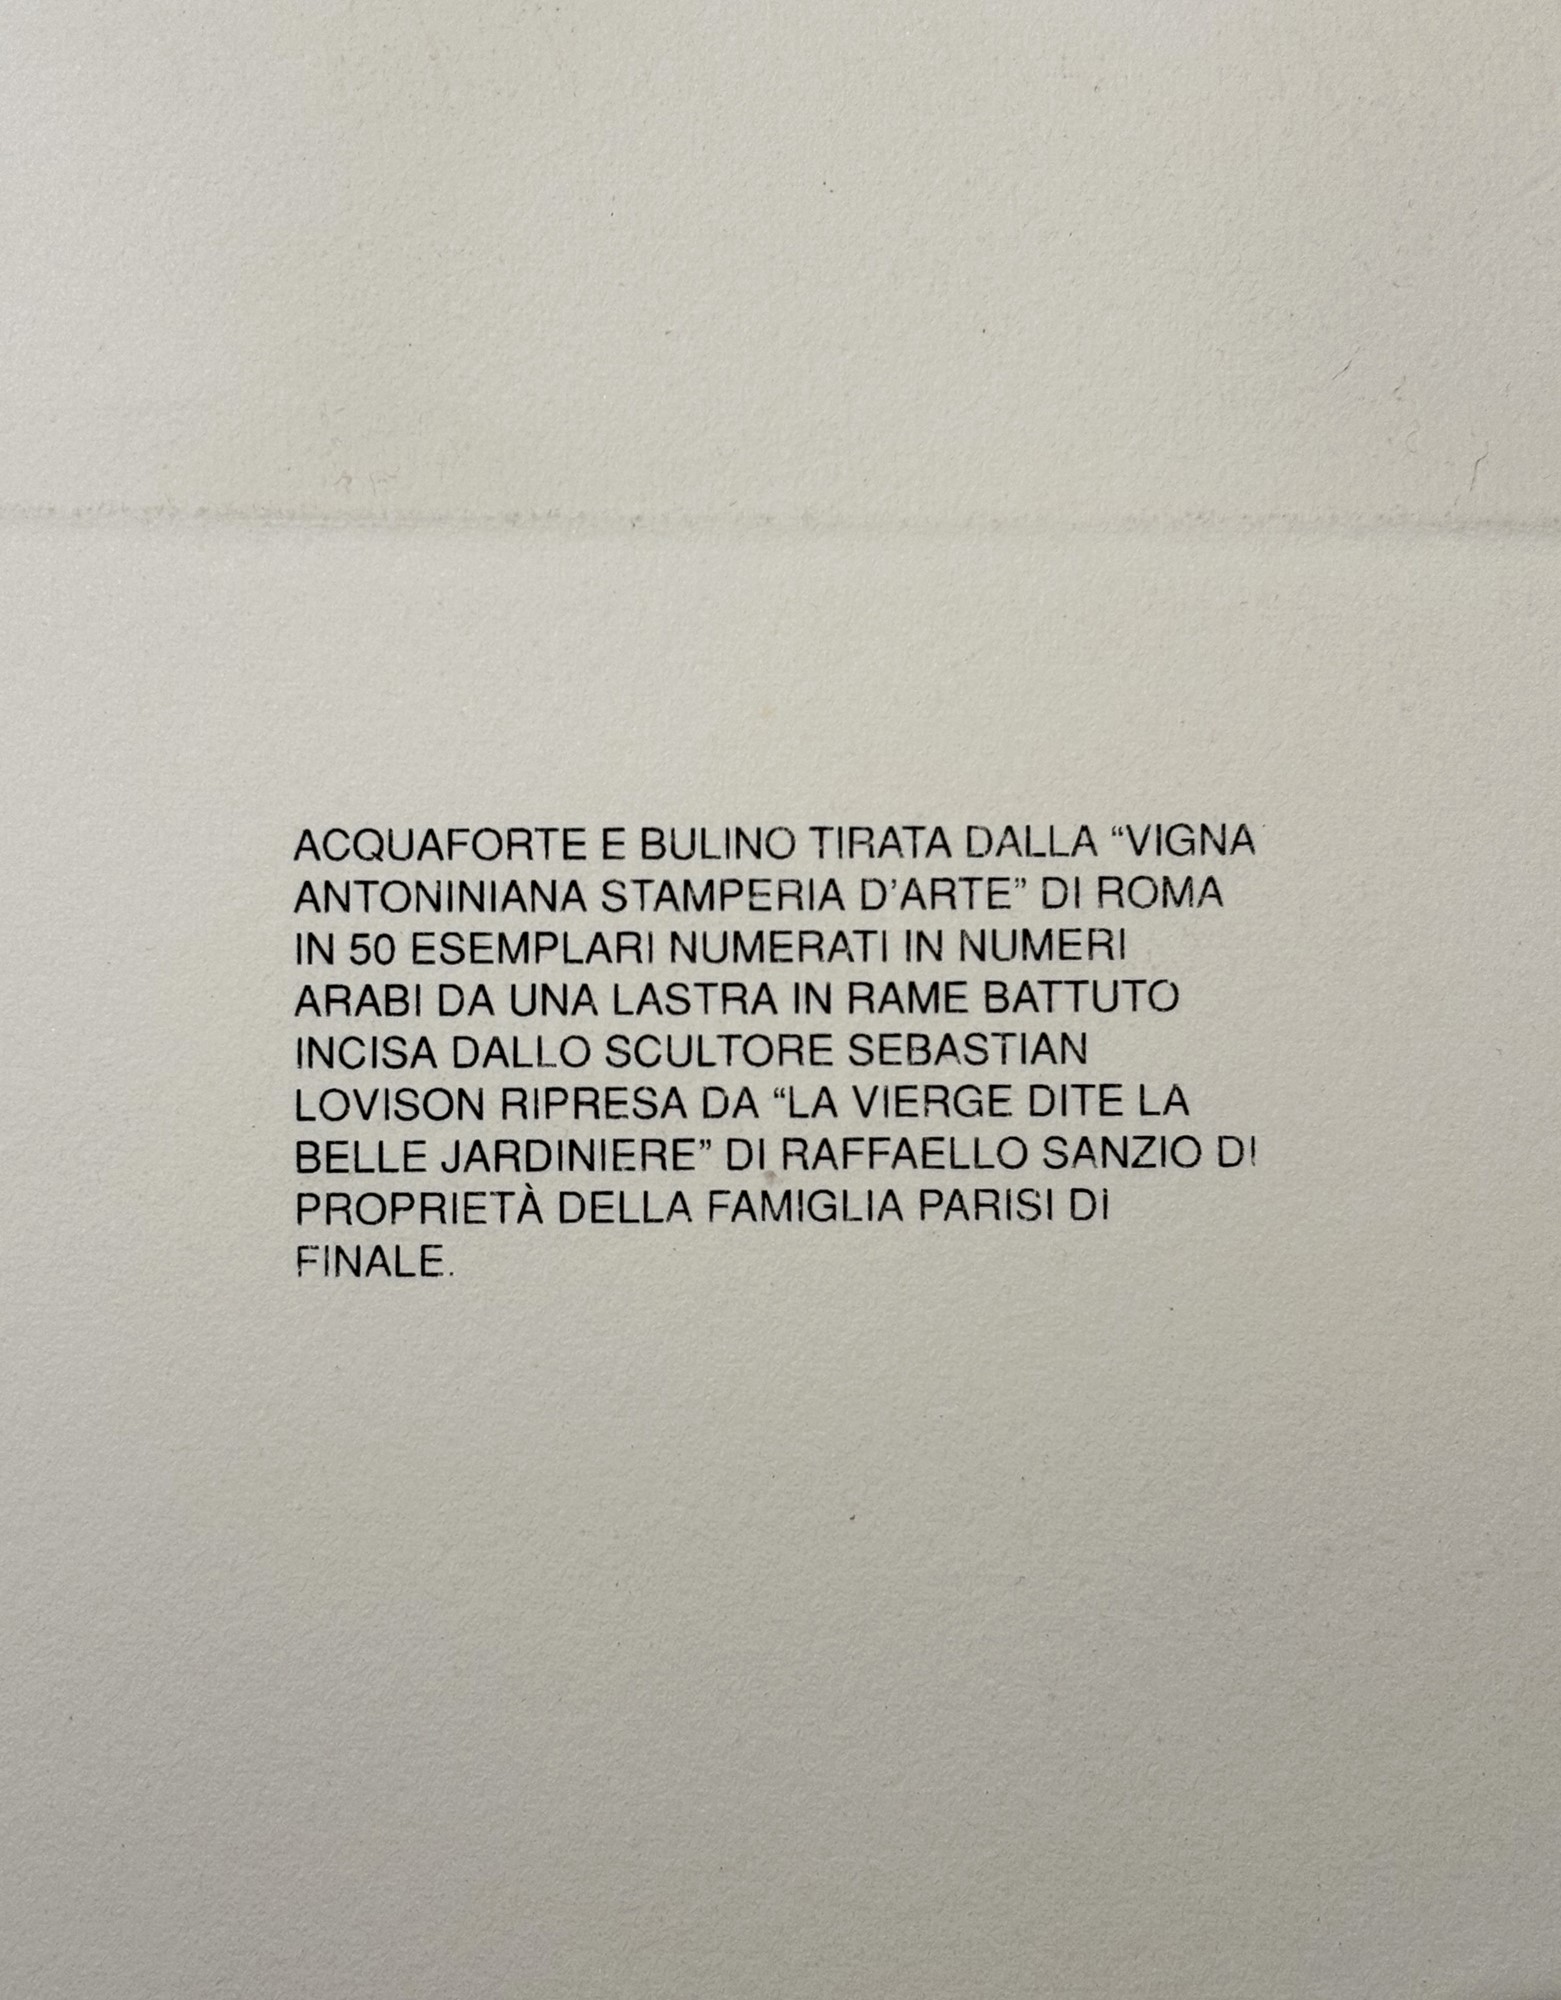 ACQUAFORTE E BULINO TIRATA DALLA “VIGNA
ANTONINIANA STAMPERIA D’ARTE” DI ROMA
IN 50 ESEMPLARI NUMERATI IN NUMERI
ARABI DA UNA LASTRA IN RAME BATTUTO
INCISA DALLO SCULTORE SEBASTIAN
LOVISON RIPRESA DA “LA VIERGE DITE LA
BELLE JARDINIERE” DI RAFFAELLO SANZIO DI
PROPRIETÀ DELLA FAMIGLIA PARISI DI
FINALE.